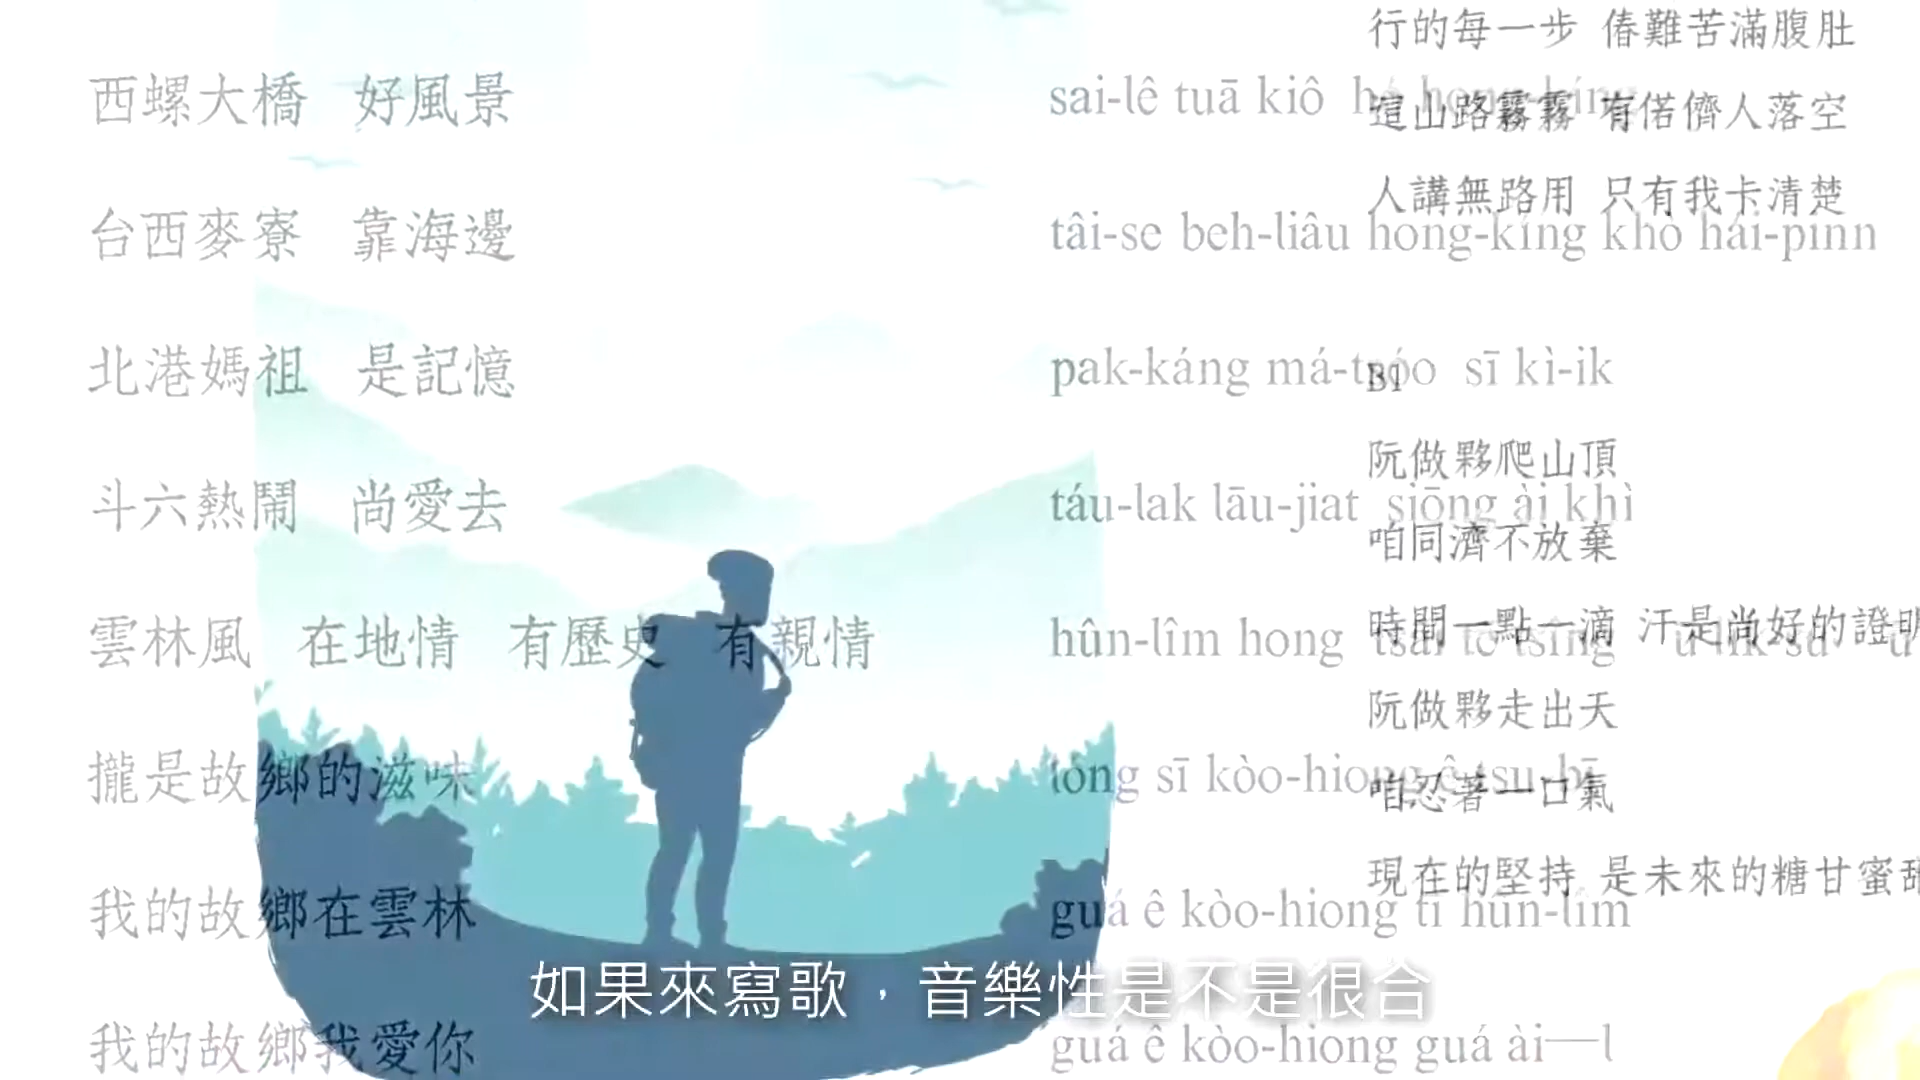 西螺大橋 好風景
台西麥寮 靠海邊
北港媽祖 是記憶
斗六熱鬧 尚愛去
雲林風 在地情 有歷史 有親情
攏是故鄉的滋味
我的故鄉在雲林
我的故鄉我愛你
sai-lê tuā kiô hó hong-kíng
tâi-se beh-liâu hong-kíng khò hái-pinn
pak-káng má-tsóo sī kì-ik
táu-lak lāu-jiat siōng ài khì
hûn-lîm hong
lóng sī kòo-hiong ê tsu-bī
guá ê kòo-hiong tī hûn-lîm
guá ê kòo-hiong guá ài
行的每一步 偆難苦滿腹肚
這山路霧霧 有偌儕人落空
人講無路用 只有我卡清楚
B1
阮做夥爬山頂
咱同濟不放棄
時間一點一滴 汗是尚好的證明
阮做夥走出天
咱忍著一口氣
現在的堅持 是未來的糖甘蜜甜
如果來寫歌，音樂性是不是很合